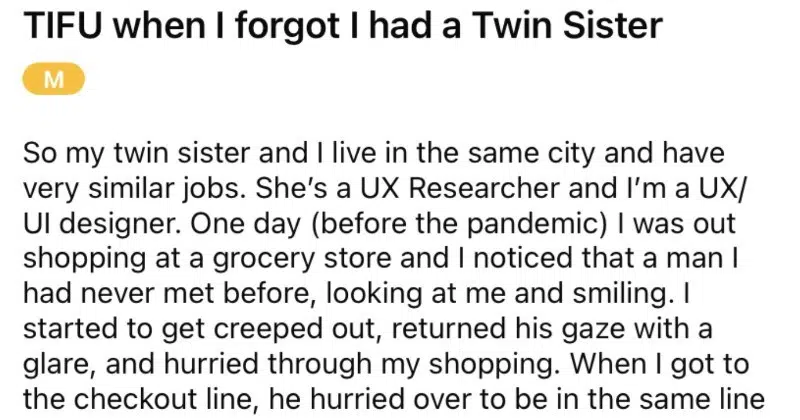 TIFU when I forgot I had a Twin Sister
M
So my twin sister and I live in the same city and have
very similar jobs. She’s a UX Researcher and I’m a UX/
UI designer. One day (before the pandemic) I was out
shopping at a grocery store and I noticed that a man I
had never met before, looking at me and smiling. I
started to get creeped out, returned his gaze with a
glare, and hurried through my shopping. When I got to
the checkout line, he hurried over to be in the same line